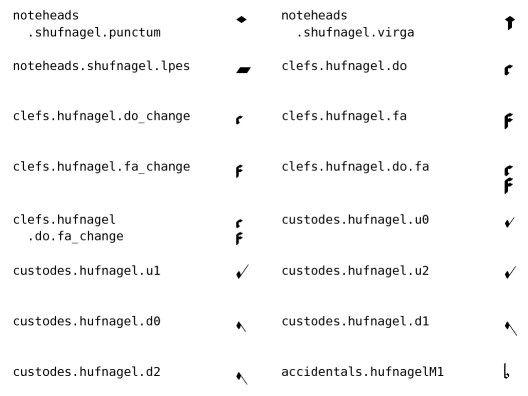 noteheads
.shufnagel.punctum
noteheads
.shufnagel.virga
noteheads.shufnagel.lpes
clefs.hufnagel.do
clefs.hufnagel.do_change
clefs.hufnagel.fa
clefs.hufnagel.fa_change
clefs.hufnagel.do.fa
clefs.hufnagel
.do.fa_change
custodes.hufnagel.u0
custodes.hufnagel.u1
custodes.hufnagel.u2
custodes.hufnagel.d0
custodes.hufnagel.d1
custodes.hufnagel.d2
accidentals.hufnagelM1